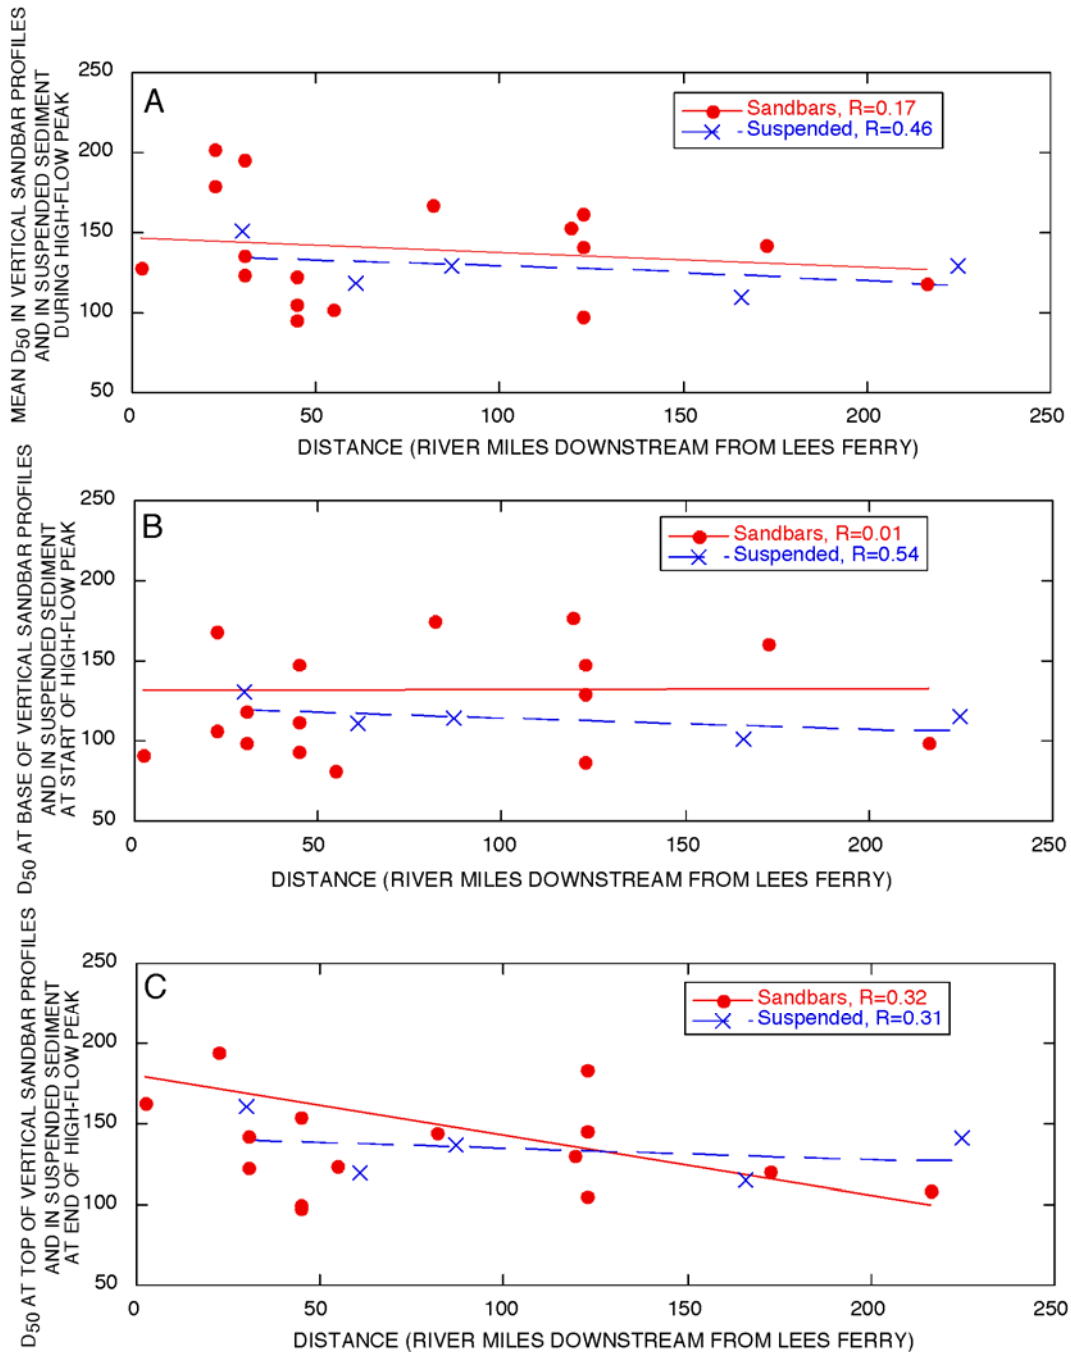 MEAN D50 IN VERTICAL SANDBAR PROFILES
AND IN SUSPENDED SEDIMENT
DURING HIGH-FLOW PEAK
A
Sandbars, R=0.17
Suspended, R=0.46
250
200
150
100
50
0 50 100 150 200 250
DISTANCE (RIVER MILES DOWNSTREAM FROM LEES FERRY)
D50 AT BASE OF VERTICAL SANDBAR PROFILES
AND IN SUSPENDED SEDIMENT
AT START OF HIGH-FLOW PEAK
B
Sandbars, R=0.01
Suspended, R=0.54
250
200
150
100
50
0 50 100 150 200 250
DISTANCE (RIVER MILES DOWNSTREAM FROM LEES FERRY)
D50 AT TOP OF VERTICAL SANDBAR PROFILES
AND IN SUSPENDED SEDIMENT
AT END OF HIGH-FLOW PEAK
C
Sandbars, R=0.32
Suspended, R=0.31
250
200
150
100
50
0 50 100 150 200 250
DISTANCE (RIVER MILES DOWNSTREAM FROM LEES FERRY)